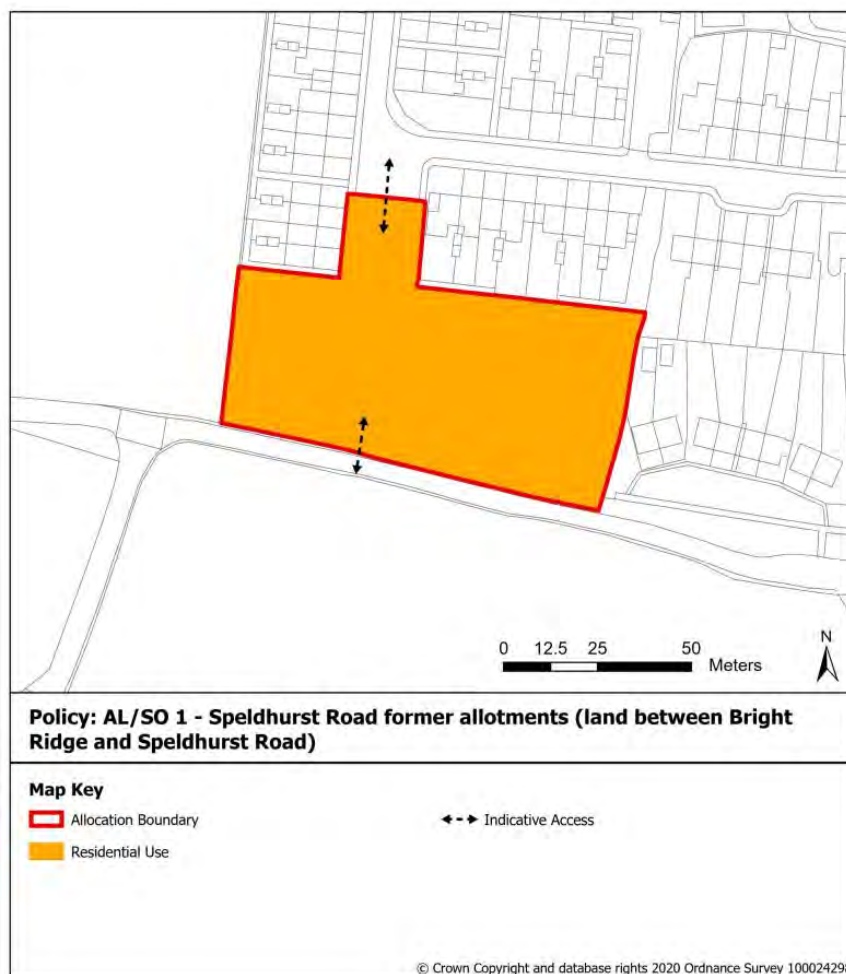 N
0 12.5 25 50 Meters
Policy: AL/SO 1 - Speldhurst Road former allotments (land between Bright
Ridge and Speldhurst Road)
Map Key
Allocation Boundary
Indicative Access
Residential Use
© Crown Copyright and database rights 2020 Ordnance Survey